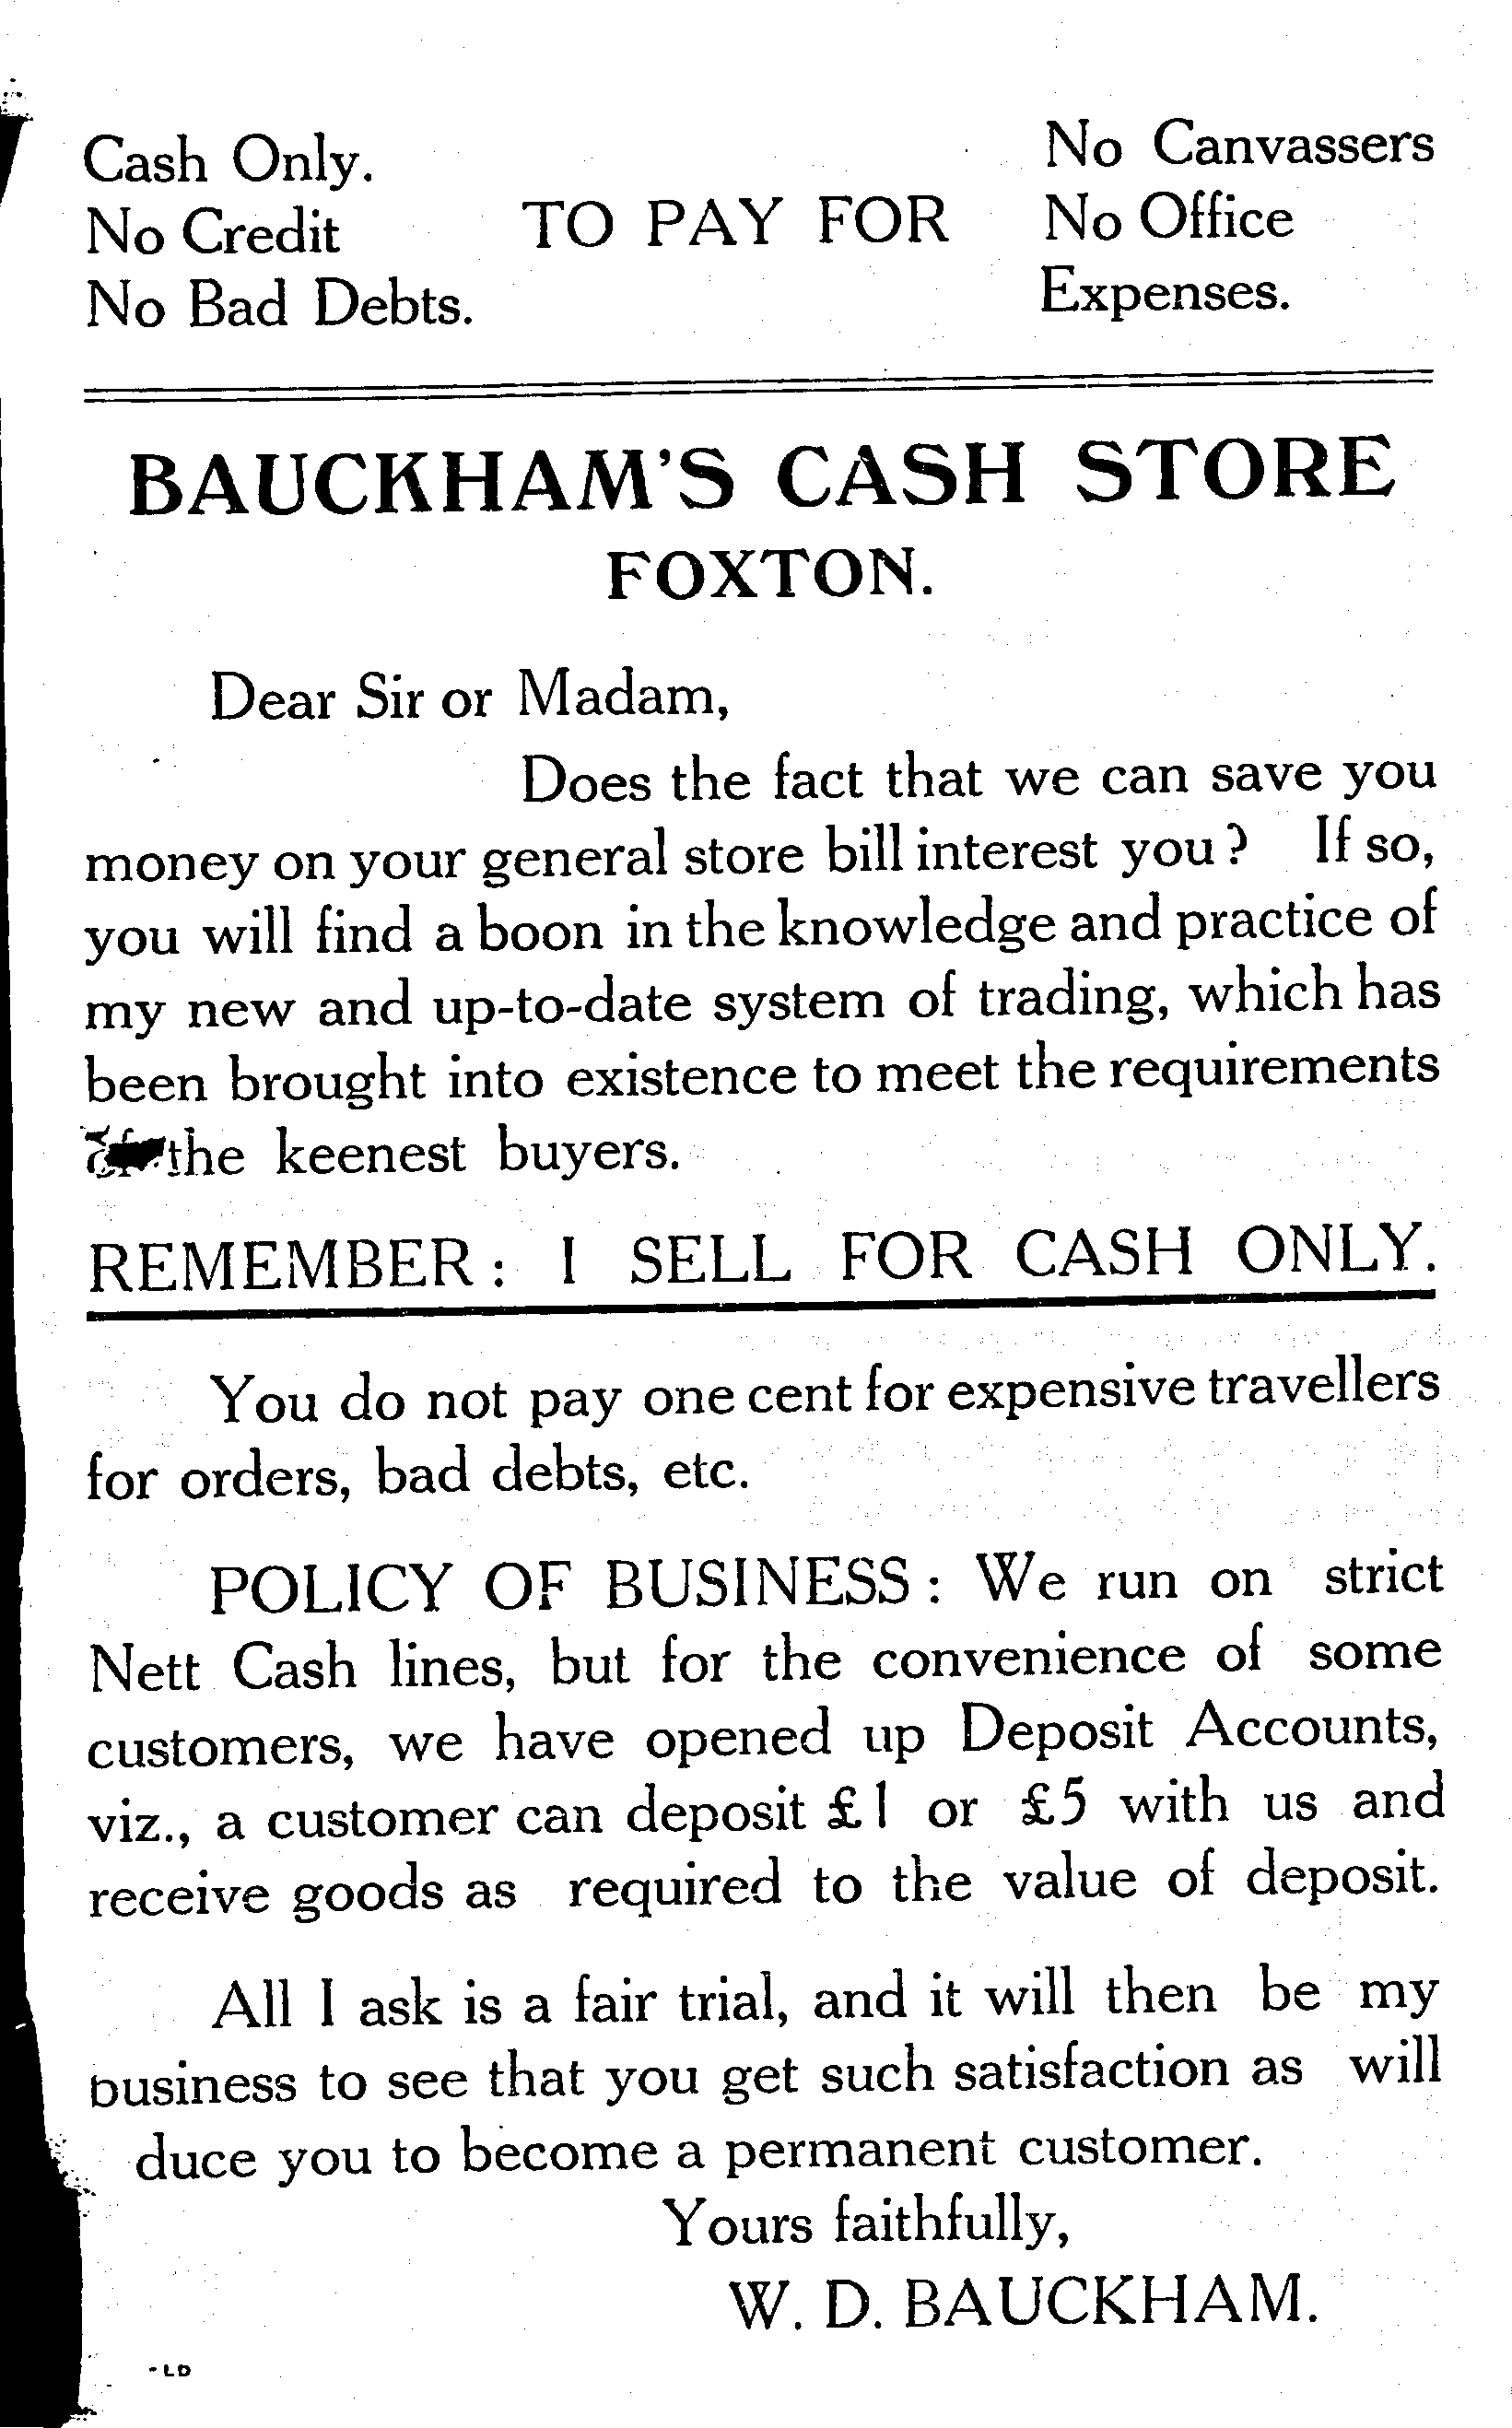 Cash Only.
No Credit
No Bad Debts.
TO PAY FOR
No Canvassers
No Office
Expenses.
BAUCKHAM'S CASH STORE
FOXTON.
Dear Sir or Madam,
Does the fact that we can save you
money on your general store bill interest you? If so,
you will find a boon in the knowledge and practice of
my new and up-to-date system of trading, which has
been brought into existence to meet the requirements
the keenest buyers.
REMEMBER: I SELL FOR CASH ONLY.
You do not pay one cent for expensive travellers
for orders, bad debts, etc.
POLICY OF BUSINESS: We run on strict
Nett Cash lines, but for the convenience of some
customers, we have opened up Deposit Accounts,
viz., a customer can deposit £1 or £5 with us and
receive goods as required to the value of deposit.
All I ask is a fair trial, and it will then be my
business to see that you get such satisfaction as will
duce you to become a permanent customer.
Yours faithfully,
W. D. BAUCKHAM.
LD